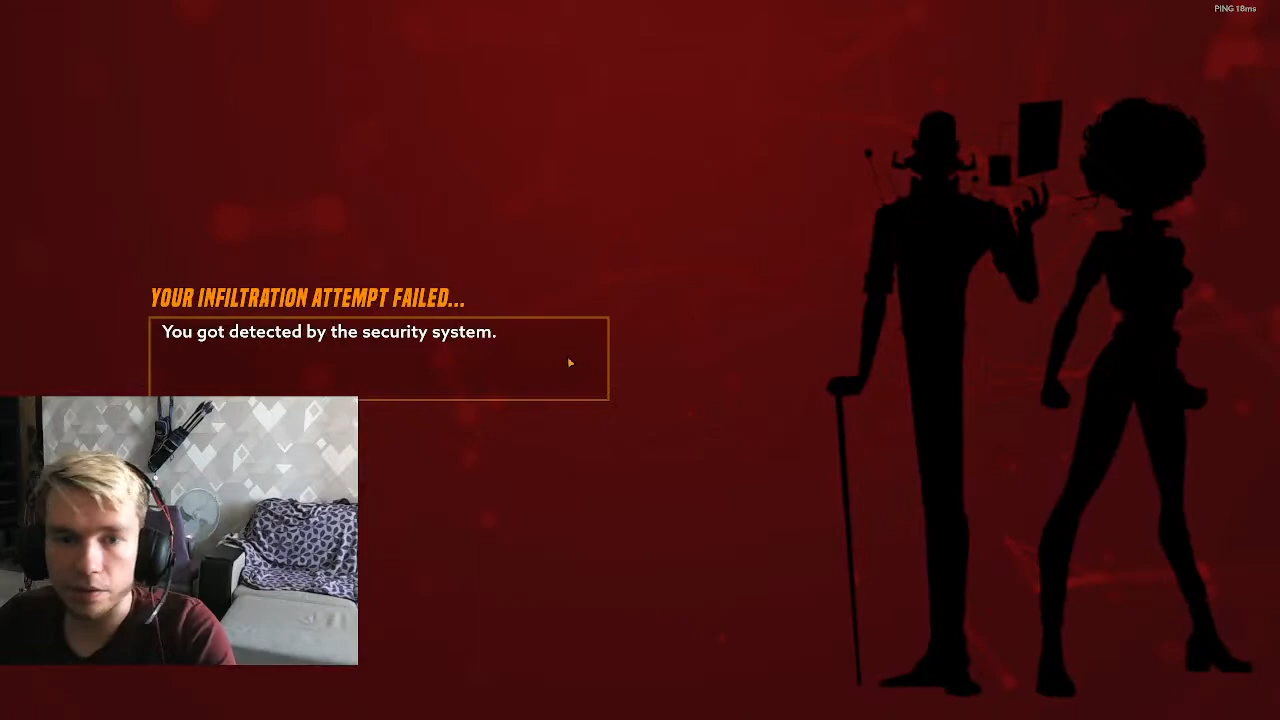 PING 18ms
YOUR INFILTRATION ATTEMPT FAILED...
You got detected by the security system.